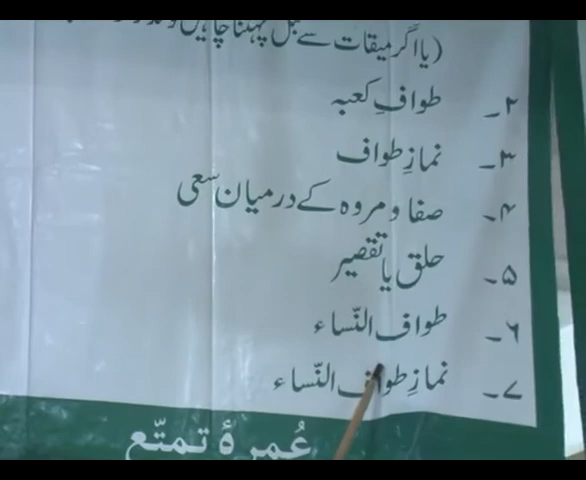 (یا اگر میقات سے قبل پہننا چاہیں
۲۔ طوافِ کعبہ
۳۔ نمازِ طواف
۴۔ صفا و مروہ کے درمیان سعی
۵۔ حلق یا تقصیر
۶۔ طواف النّساء
۷۔ نمازِ طواف النّساء
عُمرۂ تمتّع